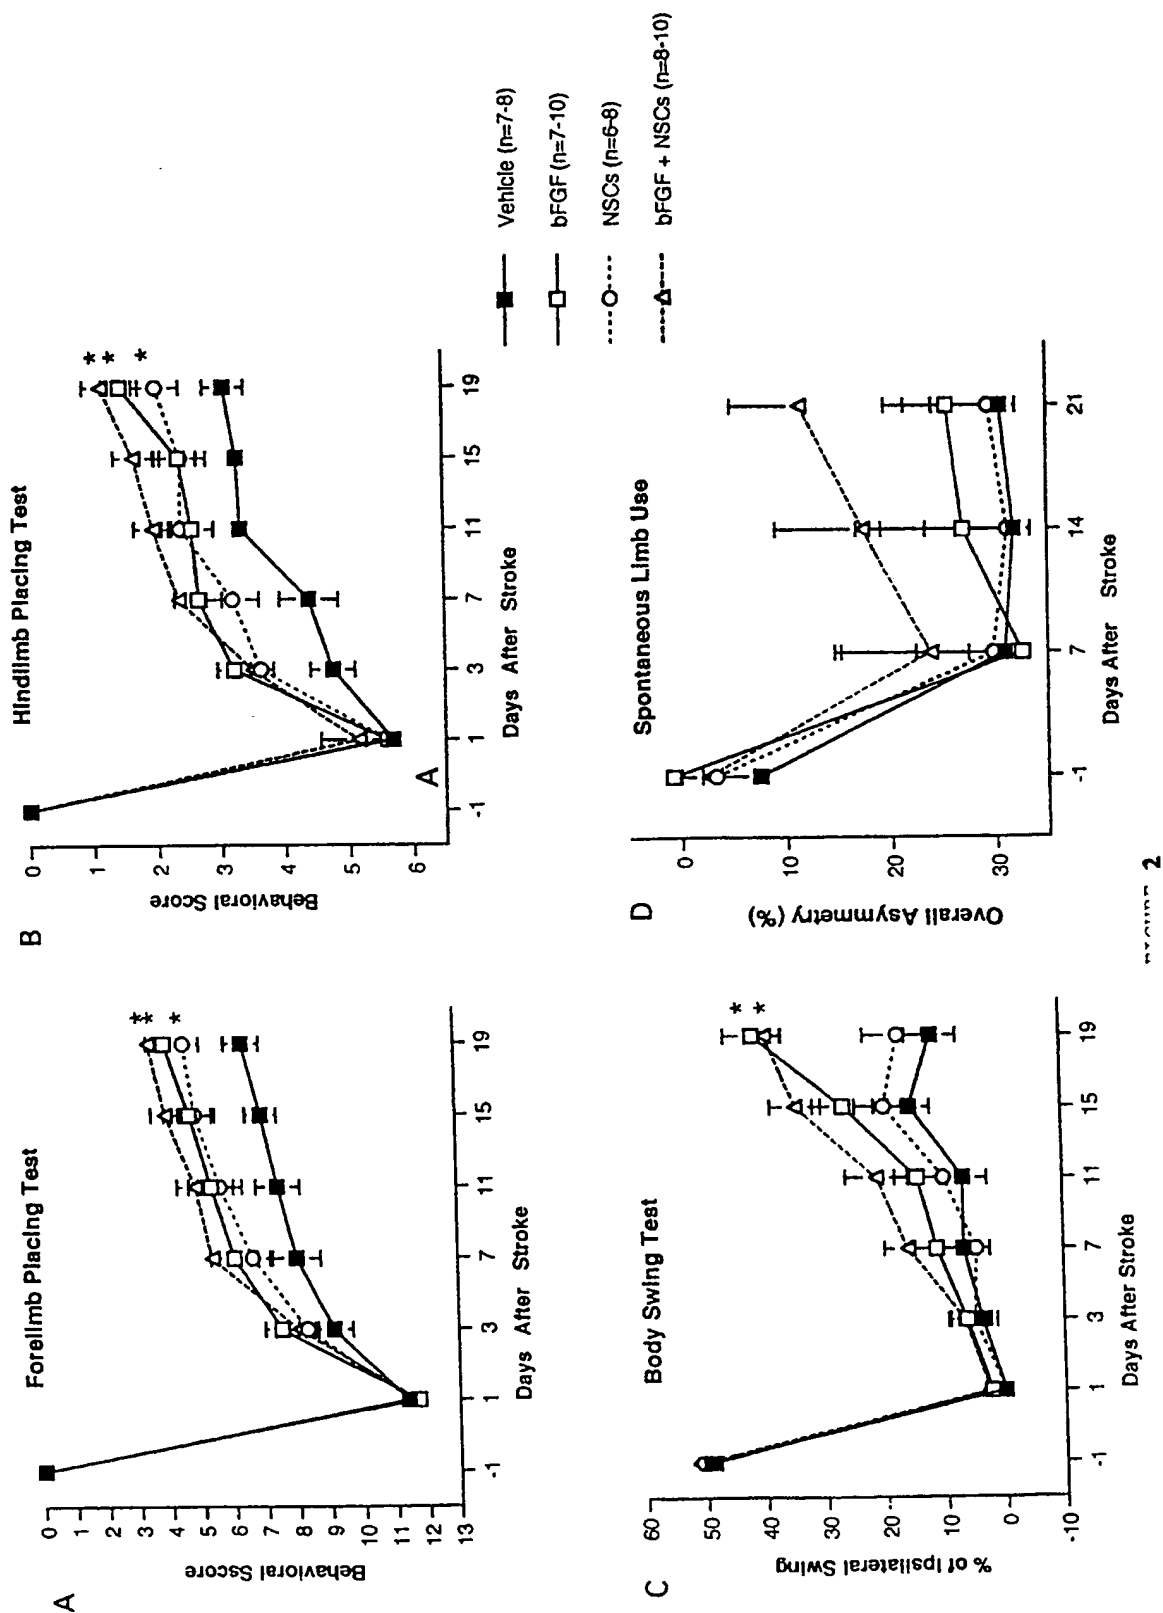 A
Forelimb Placing Test
Behavioral Sscore
0
1
2
3
4
5
6
7
8
9
10
11
12
13
-1 1 3 7 11 15 19
Days After Stroke
**
*
B
Hindlimb Placing Test
Behavioral Score
0
1
2
3
4
5
6
A
-1 1 3 7 11 15 19
Days After Stroke
*
*
*
Vehicle (n=7-8)
bFGF (n=7-10)
NSCs (n=6-8)
bFGF + NSCs (n=8-10)
C
Body Swing Test
% of Ipsilateral Swing
60
50
40
30
20
10
0
-10
-1 1 3 7 11 15 19
Days After Stroke
*
*
D
Spontaneous Limb Use
Overall Asymmetry (%)
0
10
20
30
-1 7 14 21
Days After Stroke
2